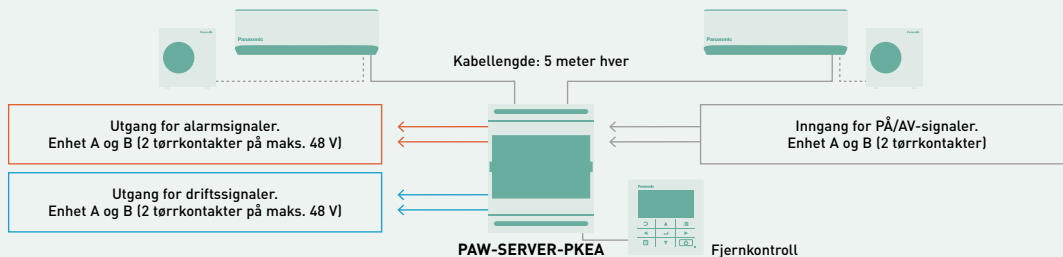 Panasonic
Panasonic
Panasonic
Panasonic
Kabellengde: 5 meter hver
Utgang for alarmsignaler.
Enhet A og B (2 tørrkontakter på maks. 48 V)
Inngang for PÅ/AV-signaler.
Enhet A og B (2 tørrkontakter)
Utgang for driftssignaler.
Enhet A og B (2 tørrkontakter på maks. 48 V)
Panasonic
PAW-SERVER-PKEA
Fjernkontroll